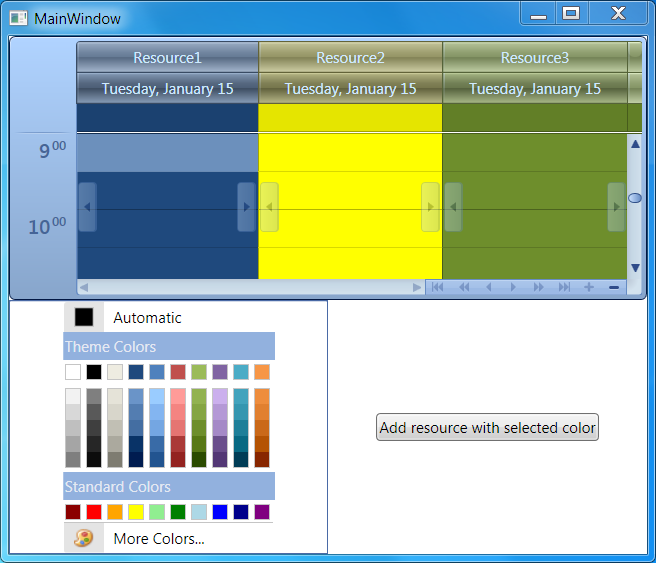 MainWindow
Resource1 Resource2 Resource3
Tuesday, January 15 Tuesday, January 15 Tuesday, January 15
9 00
10 00
Automatic
Theme Colors
Add resource with selected color
Standard Colors
More Colors...